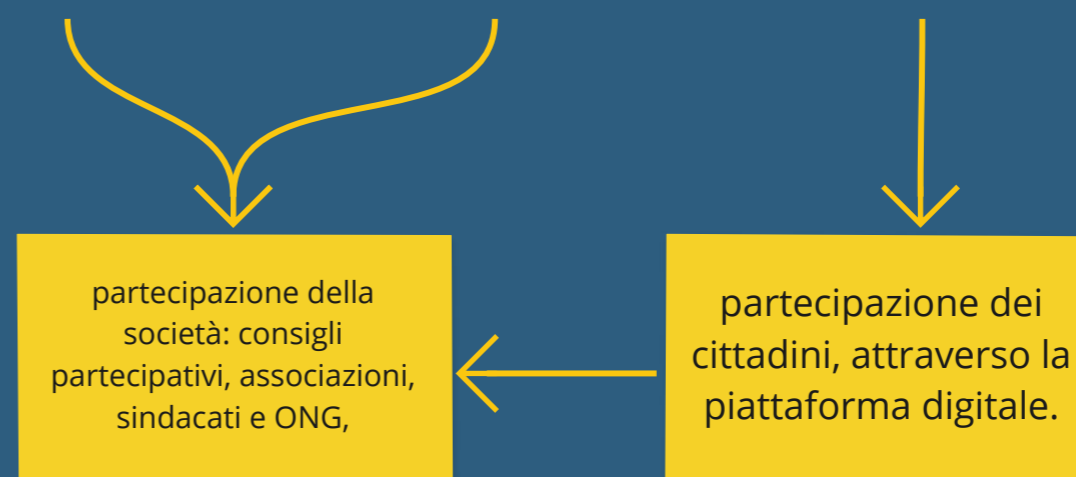 partecipazione della
società: consigli
partecipativi, associazioni,
sindacati e ONG,
partecipazione dei
cittadini, attraverso la
piattaforma digitale.